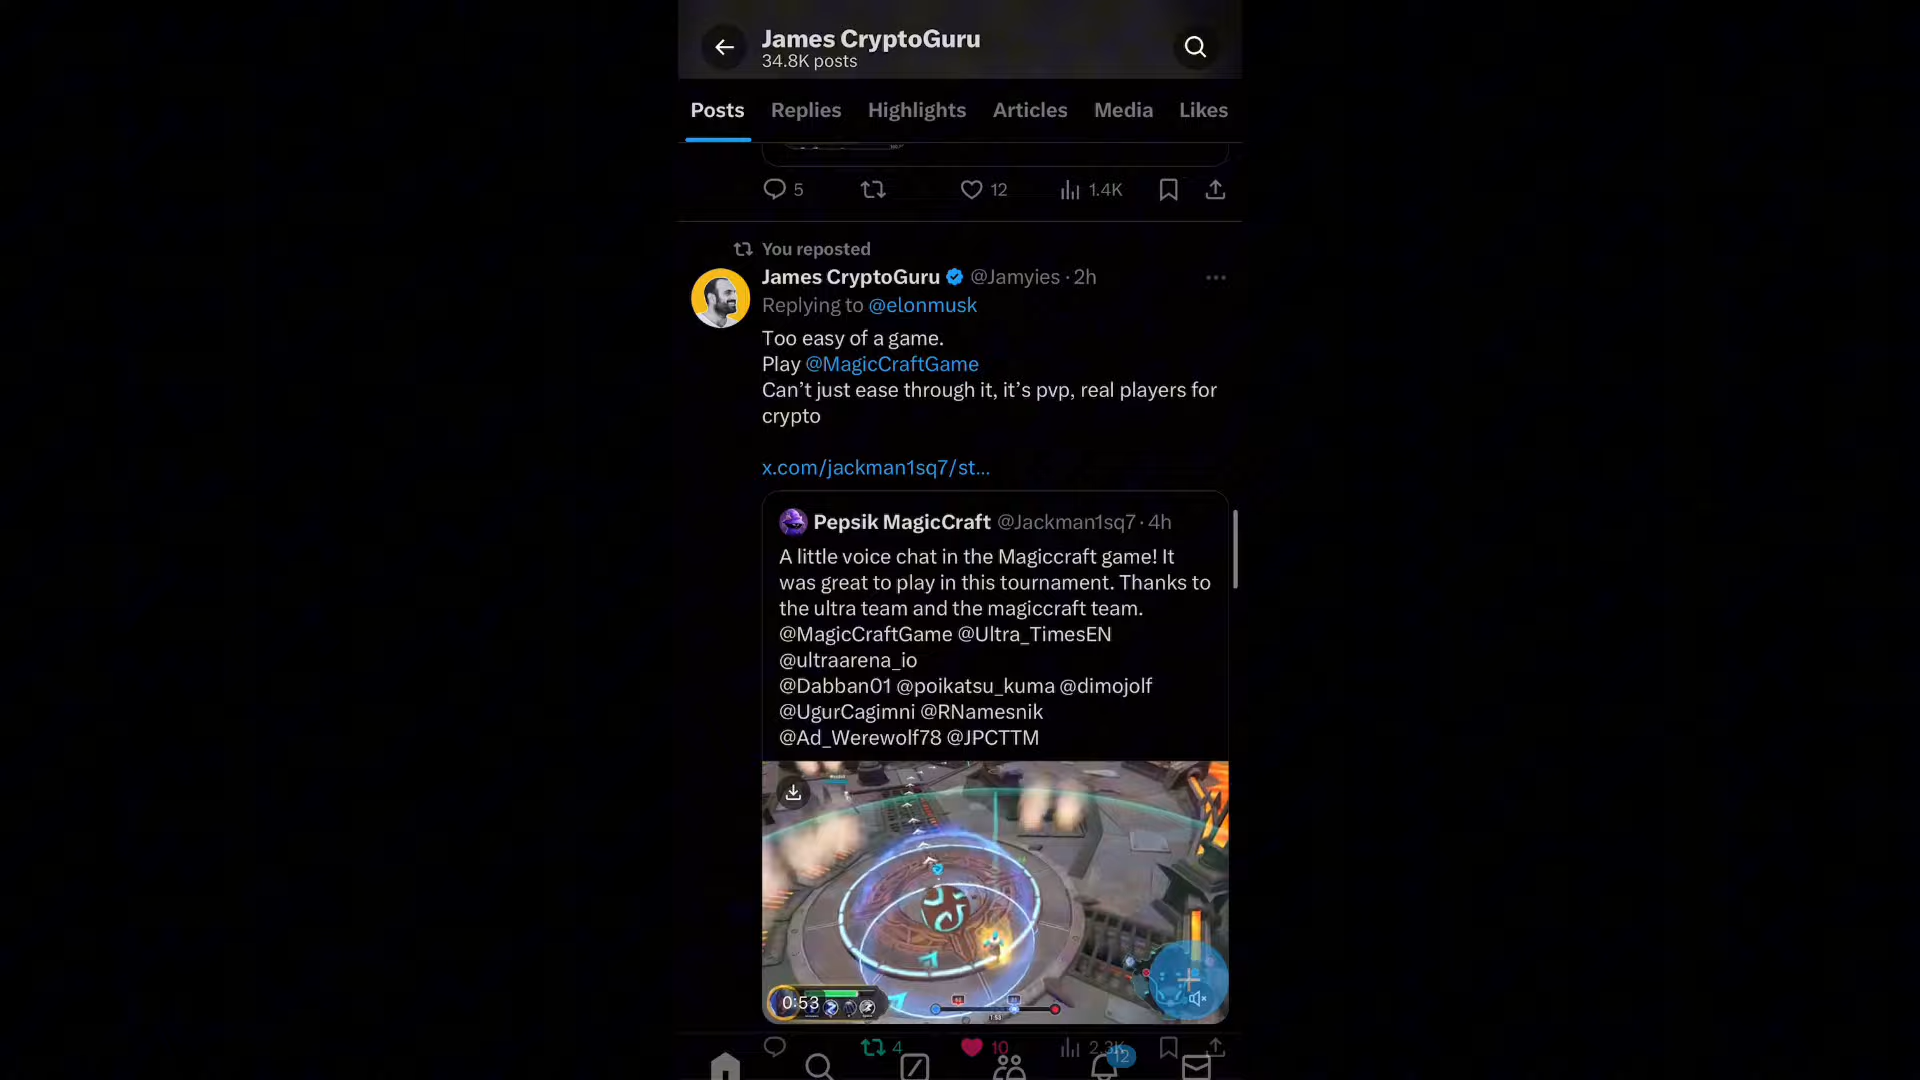 James CryptoGuru
34.8K posts
Posts Replies Highlights Articles Media Likes
5 12 1.4K
You reposted
James CryptoGuru @Jamyies · 2h
Replying to @elonmusk
Too easy of a game.
Play @MagicCraftGame
Can’t just ease through it, it’s pvp, real players for
crypto
x.com/jackman1sq7/st...
Pepsik MagicCraft @Jackman1sq7 · 4h
A little voice chat in the Magiccraft game! It
was great to play in this tournament. Thanks to
the ultra team and the magiccraft team.
@MagicCraftGame @Ultra_TimesEN
@ultraarena_io
@Dabban01 @poikatsu_kuma @dimojolf
@UgurCagimni @RNamesnik
@Ad_Werewolf78 @JPCTTM
0:53
4 10 2.3K
12